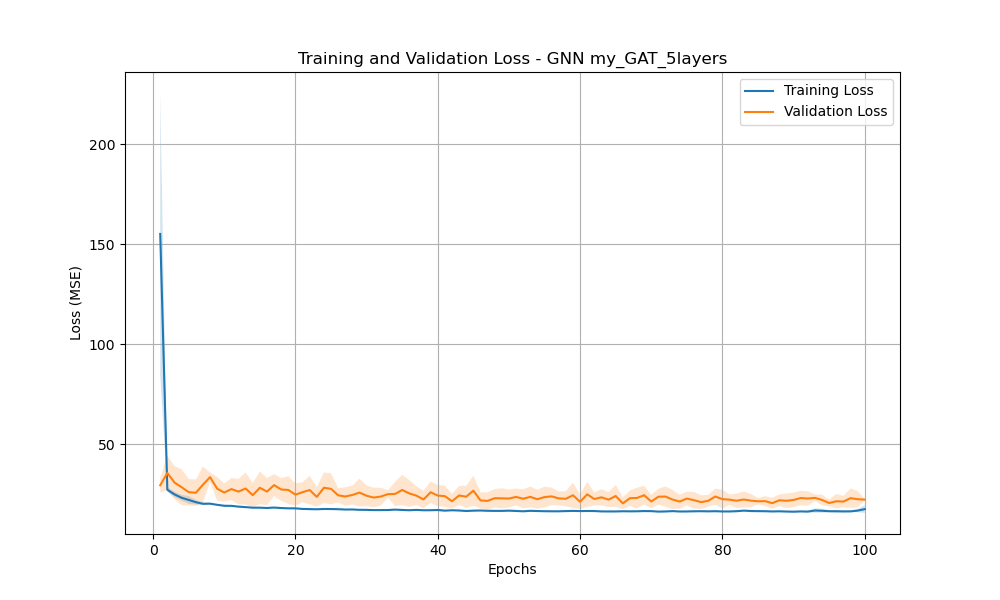 Training and Validation Loss - GNN my_GAT_5layers
Training Loss
Validation Loss
200
150
100
50
Loss (MSE)
0 20 40 60 80 100
Epochs